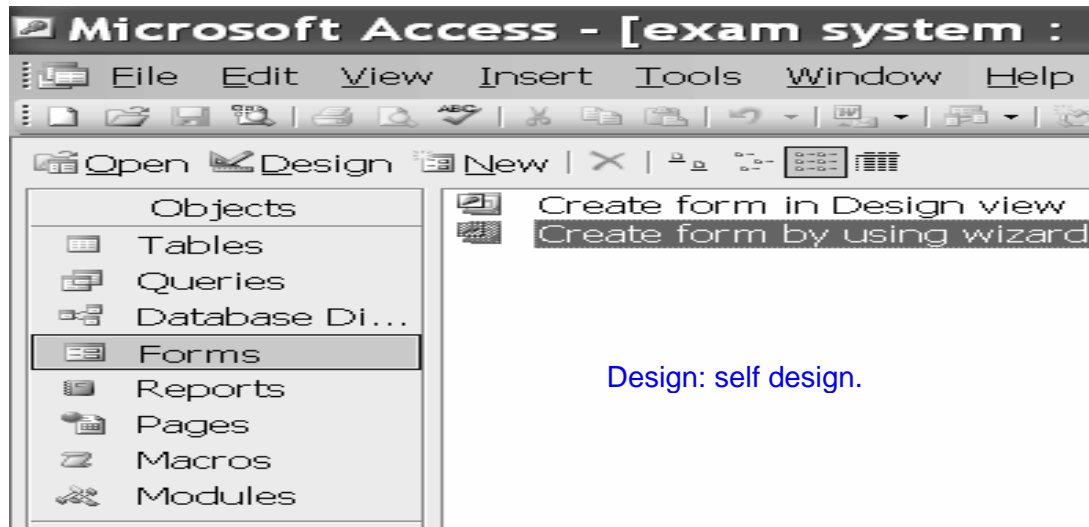 Microsoft Access - [exam system :
File Edit View Insert Tools Window Help
ABC W
Open Design New
Objects
Tables
Queries
Database Di...
Forms
Reports
Pages
Macros
Modules
Create form in Design view
Create form by using wizard
Design: self design.